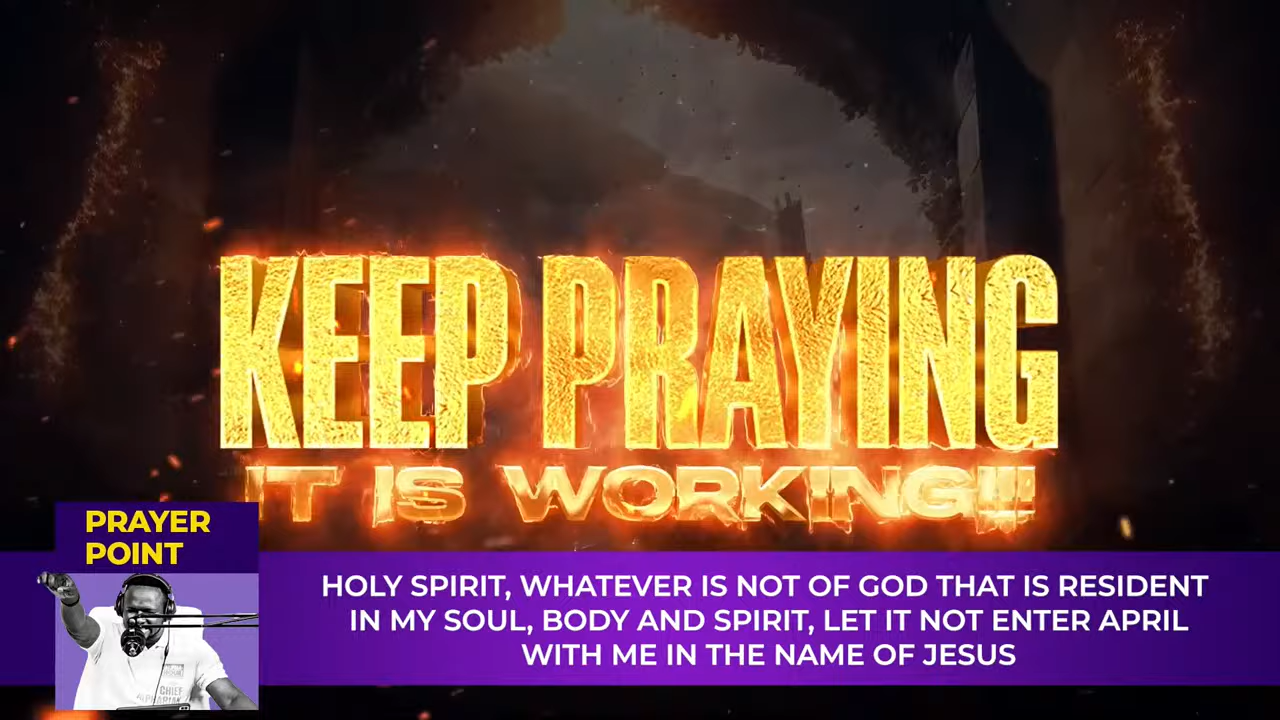 KEEP PRAYING
IT IS WORKING!!!
PRAYER
POINT
HOLY SPIRIT, WHATEVER IS NOT OF GOD THAT IS RESIDENT
IN MY SOUL, BODY AND SPIRIT, LET IT NOT ENTER APRIL
WITH ME IN THE NAME OF JESUS
CHIEF